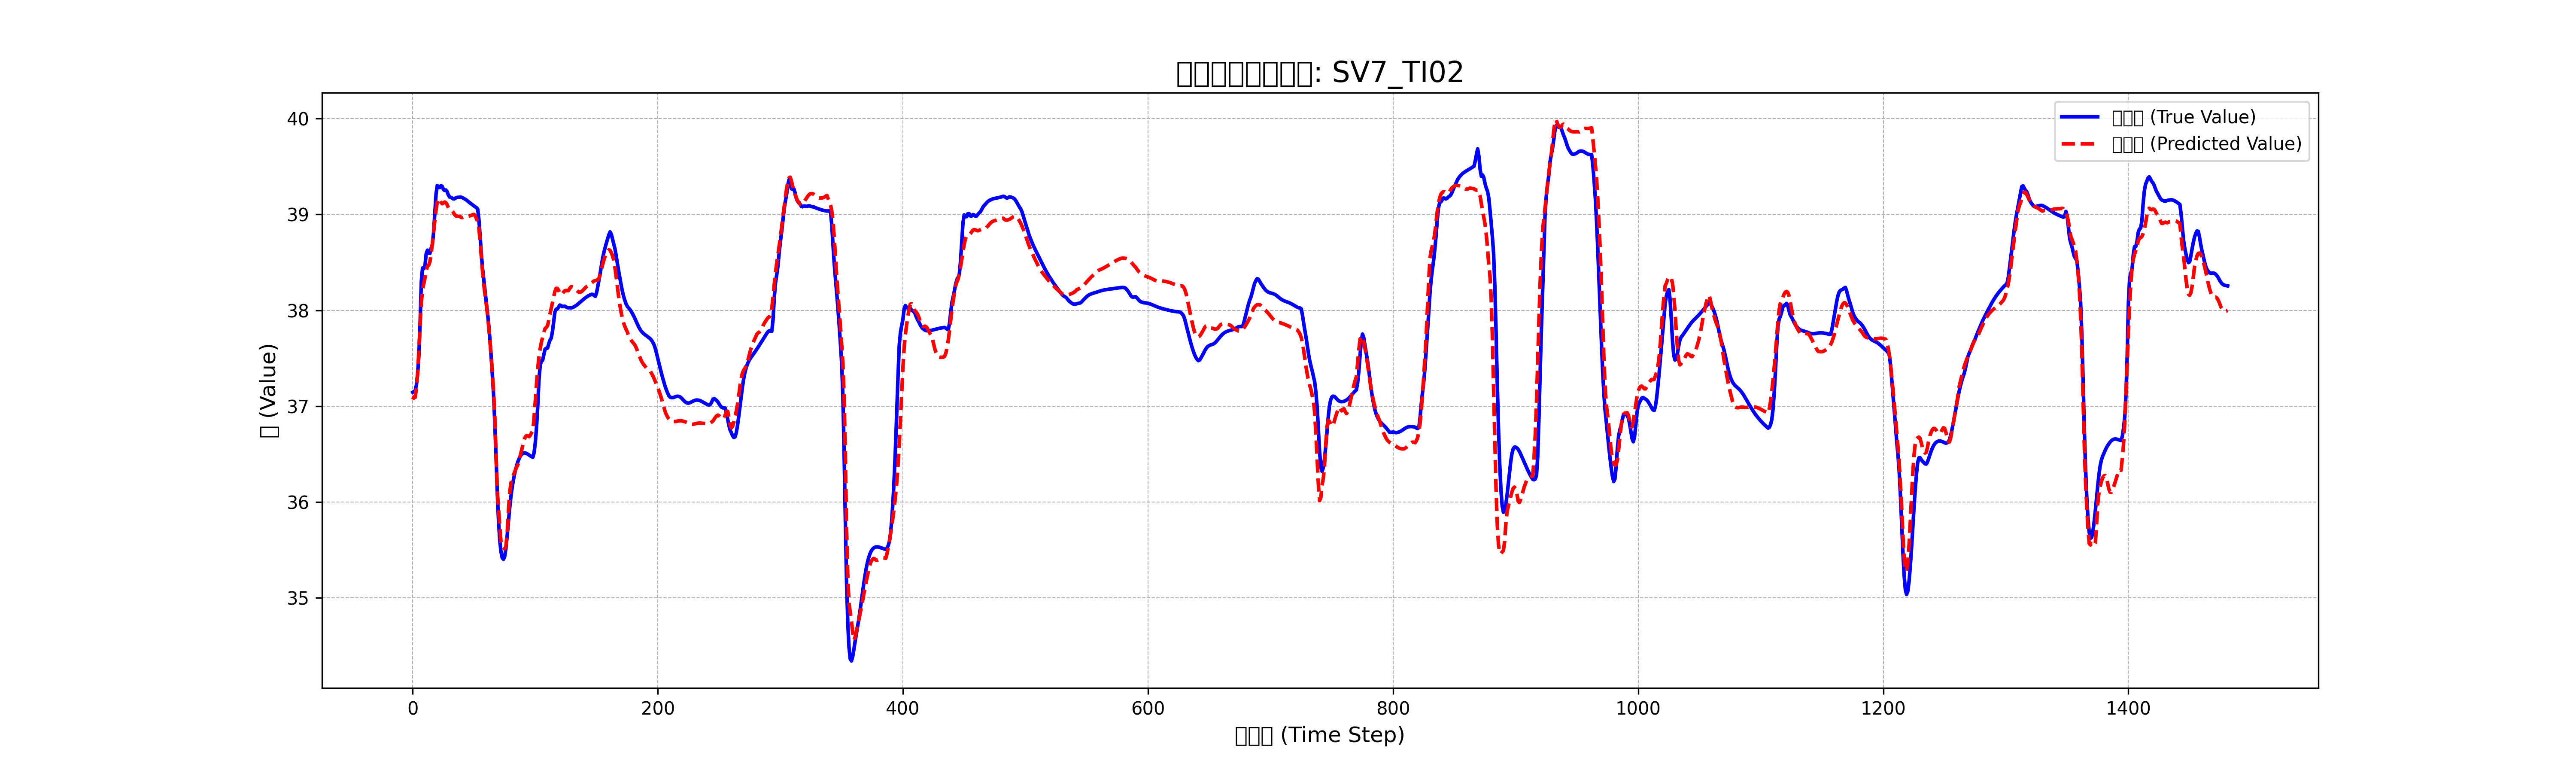 □□□□□□□□: SV7_TI02
□□□ (True Value)
□□□ (Predicted Value)
□ (Value)
40
39
38
37
36
35
0 200 400 600 800 1000 1200 1400
□□□ (Time Step)